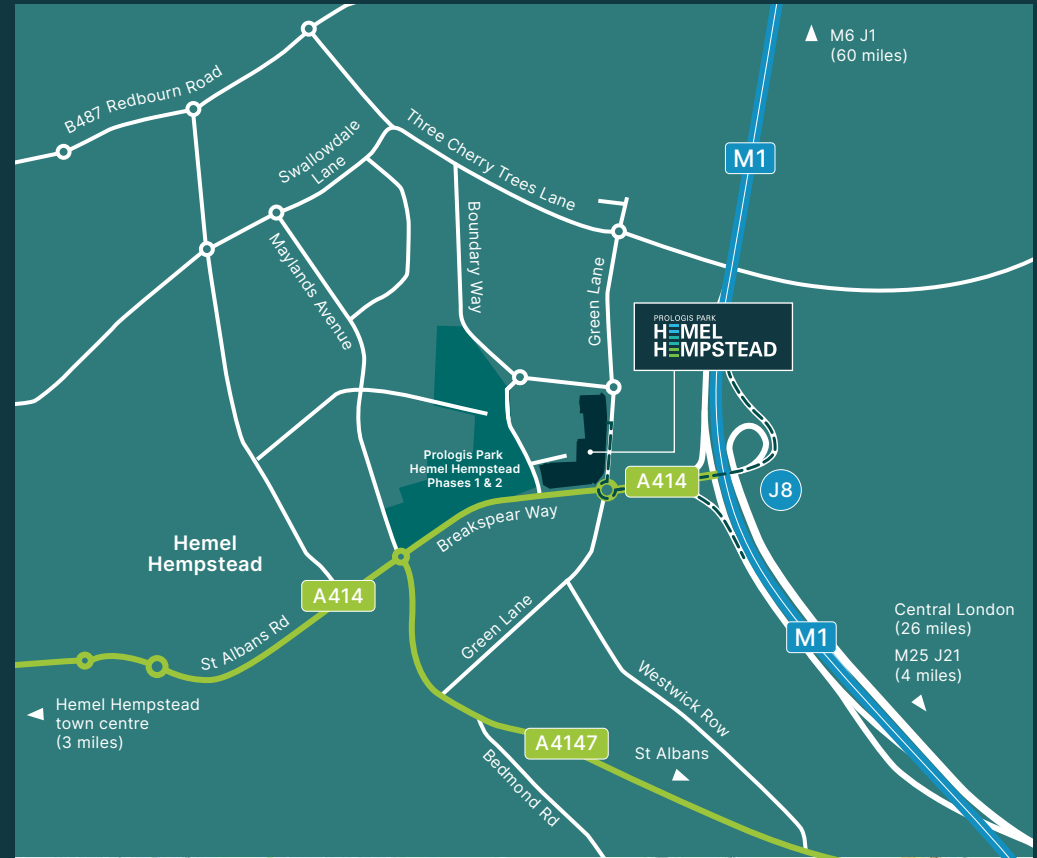 M6 J1
(60 miles)
B487 Redbourn Road
Swallowdale
Lane
Three Cherry Trees Lane
M1
Maylands Avenue
Boundary Way
Green Lane
PROLOGIS PARK
HEMEL
HEMPSTEAD
Prologis Park
Hemel Hempstead
Phases 1 & 2
A414
J8
Breakspear Way
Hemel
Hempstead
A414
St Albans Rd
Green Lane
Central London
(26 miles)
M25 J21
(4 miles)
M1
Westwick Row
Hemel Hempstead
town centre
(3 miles)
A4147
St Albans
Bedmond Rd